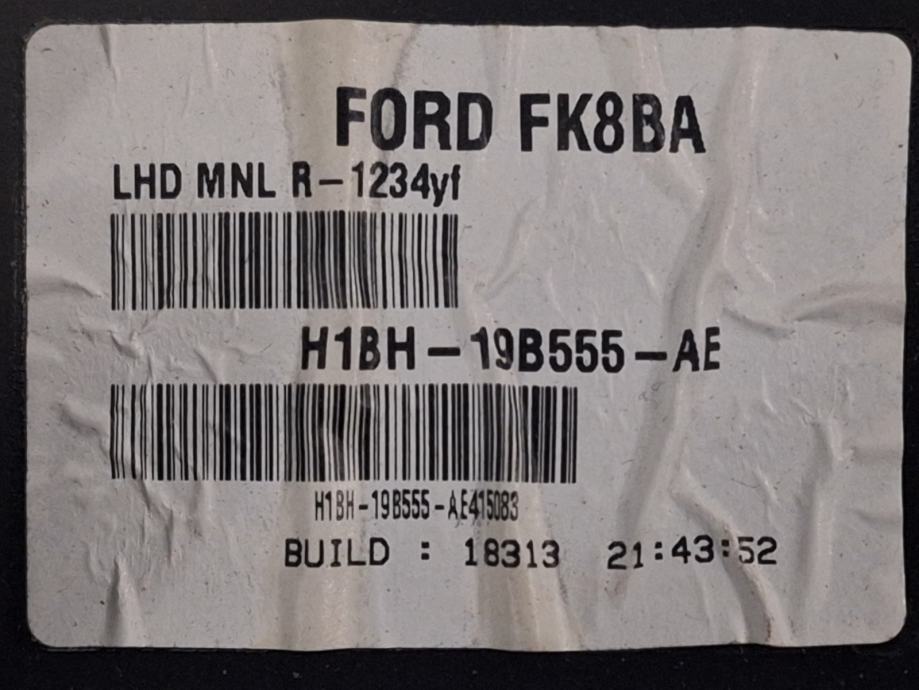 FORD FK8BA
LHD MNL R-1234yf
H1BH-19B555-AE
H1BH-19B555-AE415083
BUILD : 18313 21:43:52